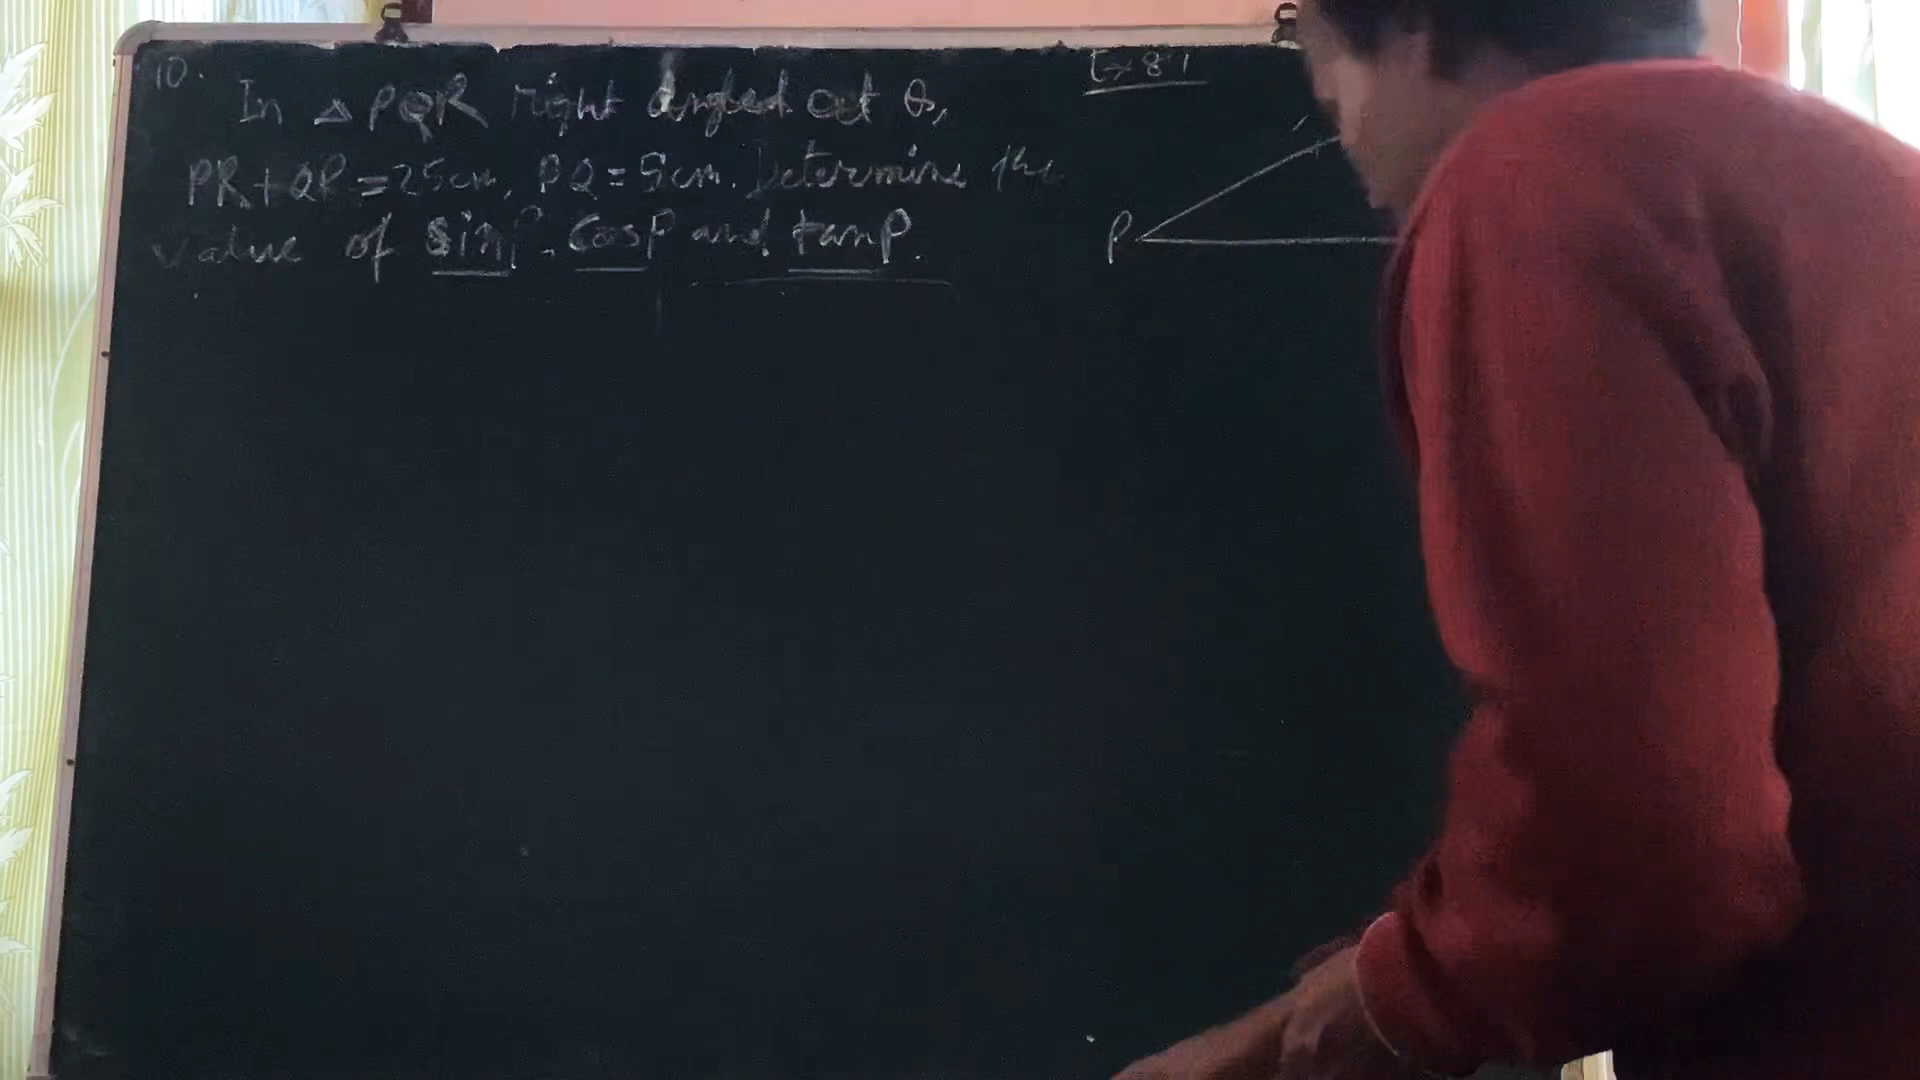 10.
Ex 8.1
In △ PQR right angled at Q,
PR + QR = 25cm, PQ = 5cm. Determine the
value of sinP, cosP and tanP.
P